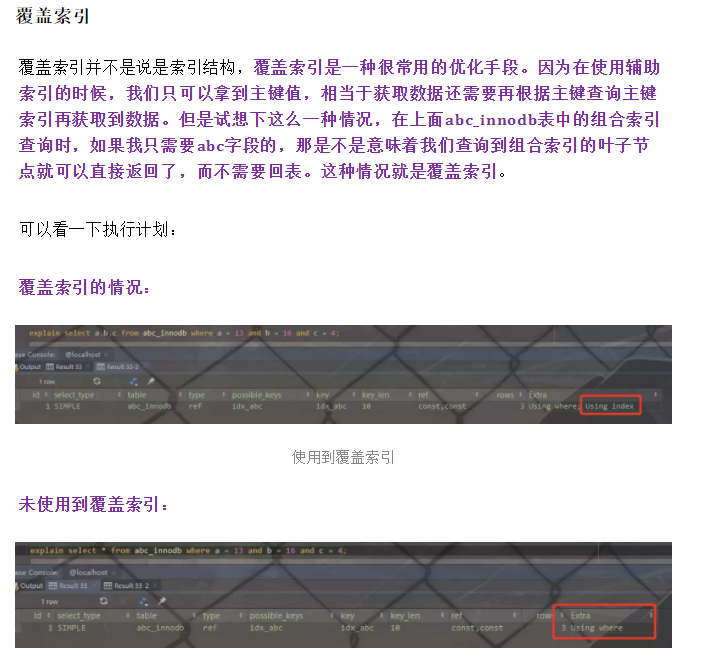 覆盖索引
覆盖索引并不是说是索引结构，覆盖索引是一种很常用的优化手段。因为在使用辅助
索引的时候，我们只可以拿到主键值，相当于获取数据还需要再根据主键查询主键
索引再获取到数据。但是试想下这么一种情况，在上面abc_innodb表中的组合索引
查询时，如果我只需要abc字段的，那是不是意味着我们查询到组合索引的叶子节
点就可以直接返回了，而不需要回表。这种情况就是覆盖索引。
可以看一下执行计划：
覆盖索引的情况：
explain select a,b,c from abc_innodb where a = 13 and b = 16 and c = 4;
ase Console: @localhost
Output Result 33 Result 33-2
1 row
id select_type table type possible_keys key key_len ref rows Extra
1 SIMPLE abc_innodb ref idx_abc idx_abc 10 const,const 3 Using where; Using index
使用到覆盖索引
未使用到覆盖索引：
explain select * from abc_innodb where a = 13 and b = 16 and c = 4;
ase Console: @localhost
Output Result 33 Result 33-2
1 row
id select_type table type possible_keys key key_len ref row Extra
1 SIMPLE abc_innodb ref idx_abc idx_abc 10 const,const 3 Using where